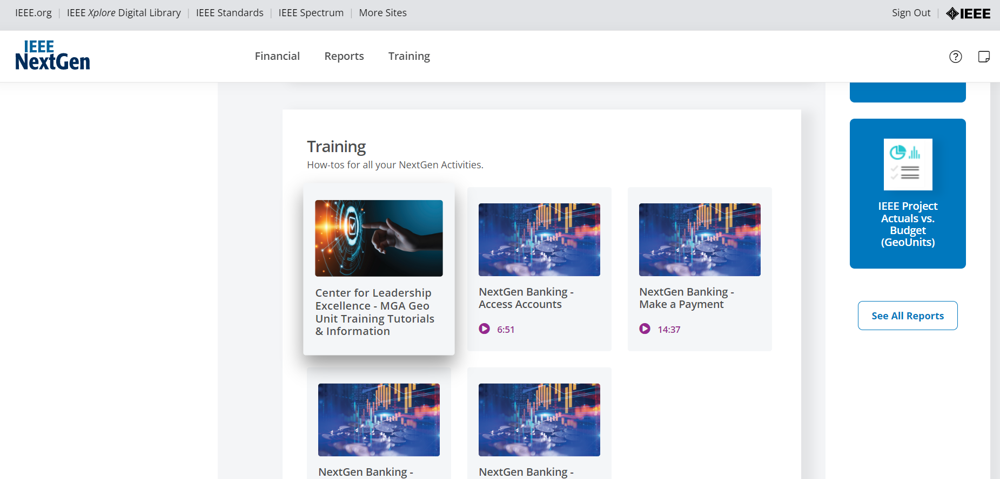 IEEE.org | IEEE Xplore Digital Library | IEEE Standards | IEEE Spectrum | More Sites
Sign Out | IEEE
IEEE
NextGen
Financial Reports Training
?
Training
How-tos for all your NextGen Activities.
Center for Leadership
Excellence - MGA Geo
Unit Training Tutorials
& Information
NextGen Banking -
Access Accounts
6:51
NextGen Banking -
Make a Payment
14:37
NextGen Banking -
NextGen Banking -
IEEE Project
Actuals vs.
Budget
(GeoUnits)
See All Reports